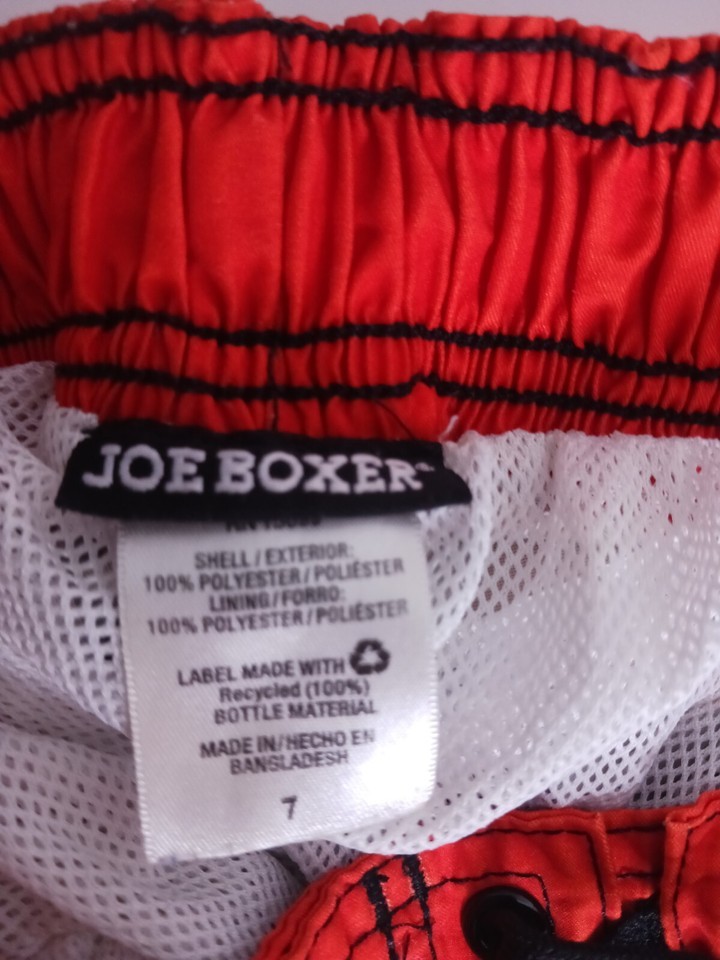 JOE BOXER
SHELL/EXTERIOR:
100% POLYESTER/POLIÉSTER
LINING/FORRO:
100% POLYESTER/POLIÉSTER
LABEL MADE WITH
Recycled (100%)
BOTTLE MATERIAL
MADE IN/HECHO EN
BANGLADESH
7